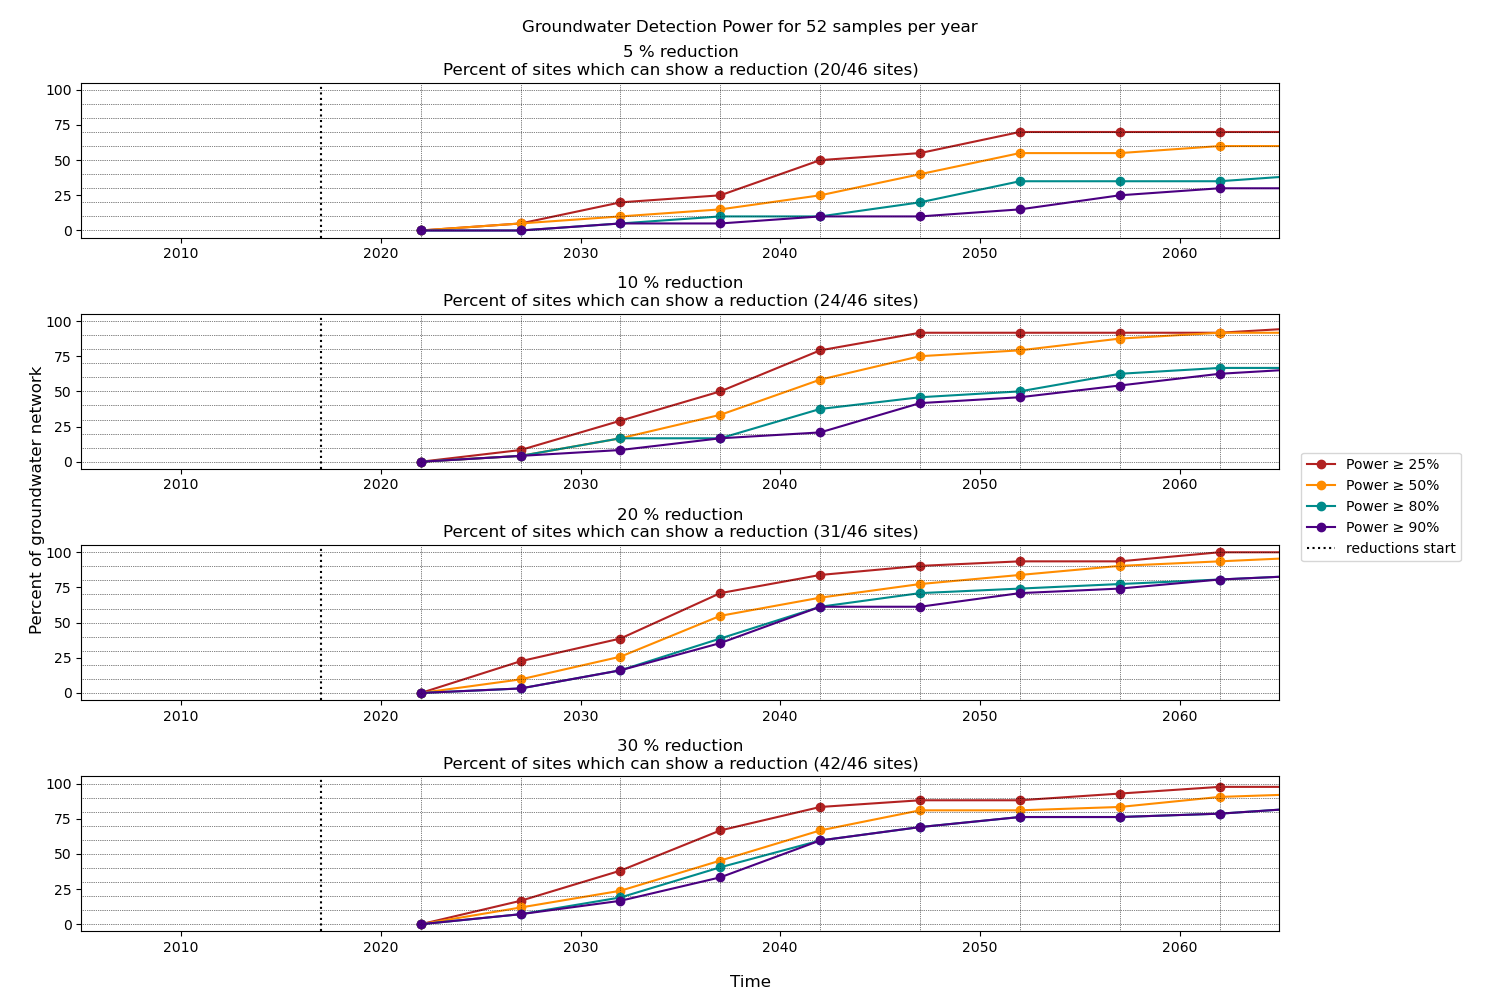 Groundwater Detection Power for 52 samples per year
5 % reduction
Percent of sites which can show a reduction (20/46 sites)
100
75
50
25
0
2010 2020 2030 2040 2050 2060
10 % reduction
Percent of sites which can show a reduction (24/46 sites)
100
75
50
25
0
2010 2020 2030 2040 2050 2060
20 % reduction
Percent of sites which can show a reduction (31/46 sites)
100
75
50
25
0
2010 2020 2030 2040 2050 2060
30 % reduction
Percent of sites which can show a reduction (42/46 sites)
100
75
50
25
0
2010 2020 2030 2040 2050 2060
Time
Percent of groundwater network
Power ≥ 25%
Power ≥ 50%
Power ≥ 80%
Power ≥ 90%
reductions start